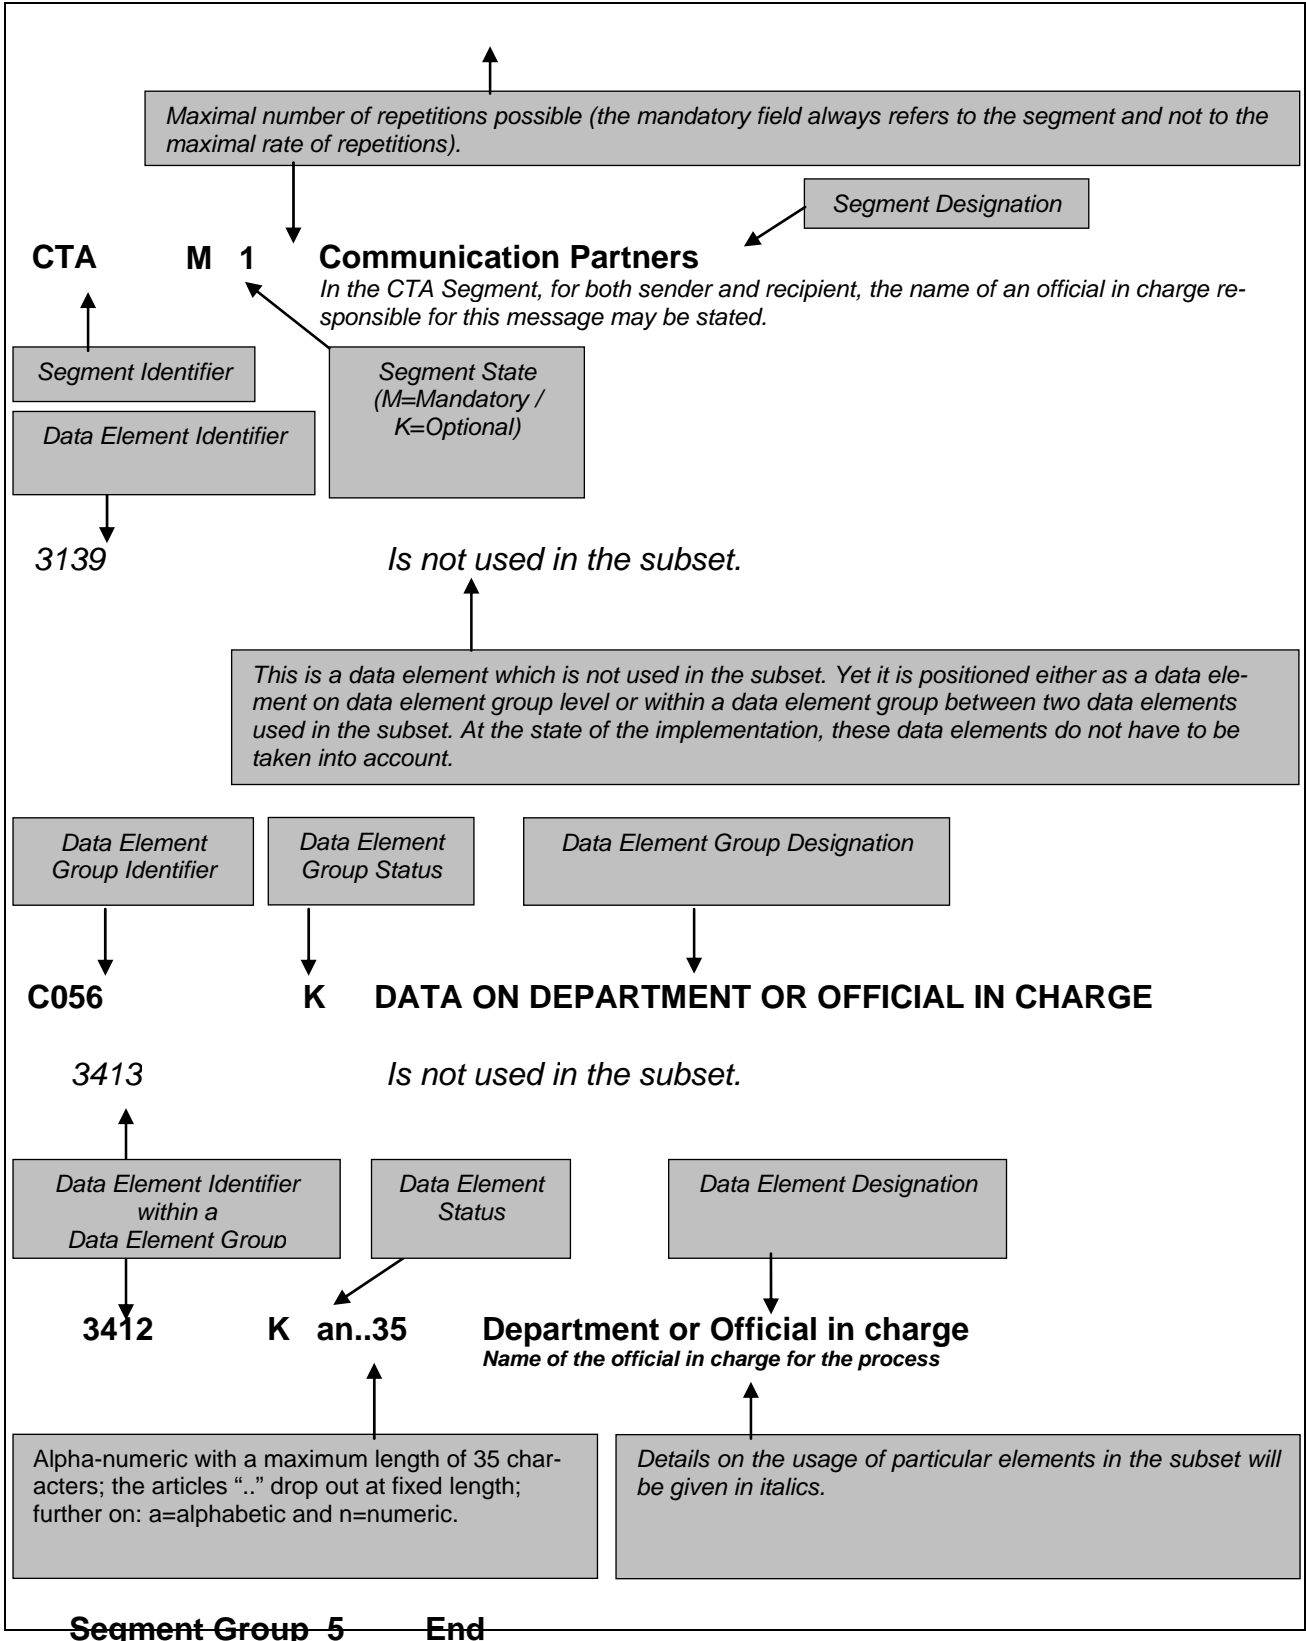 Maximal number of repetitions possible (the mandatory field always refers to the segment and not to the
maximal rate of repetitions).
Segment Designation
CTA M 1 Communication Partners
In the CTA Segment, for both sender and recipient, the name of an official in charge re-
sponsible for this message may be stated.
Segment Identifier
Segment State
(M=Mandatory /
K=Optional)
Data Element Identifier
3139 Is not used in the subset.
This is a data element which is not used in the subset. Yet it is positioned either as a data ele-
ment on data element group level or within a data element group between two data elements
used in the subset. At the state of the implementation, these data elements do not have to be
taken into account.
Data Element
Group Identifier
Data Element
Group Status
Data Element Group Designation
C056 K DATA ON DEPARTMENT OR OFFICIAL IN CHARGE
3413 Is not used in the subset.
Data Element Identifier
within a
Data Element Group
Data Element
Status
Data Element Designation
3412 K an..35 Department or Official in charge
Name of the official in charge for the process
Alpha-numeric with a maximum length of 35 char-
acters; the articles “..” drop out at fixed length;
further on: a=alphabetic and n=numeric.
Details on the usage of particular elements in the subset will
be given in italics.
Segment Group 5 End